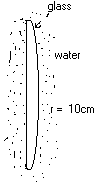 glass
water
r = 10cm